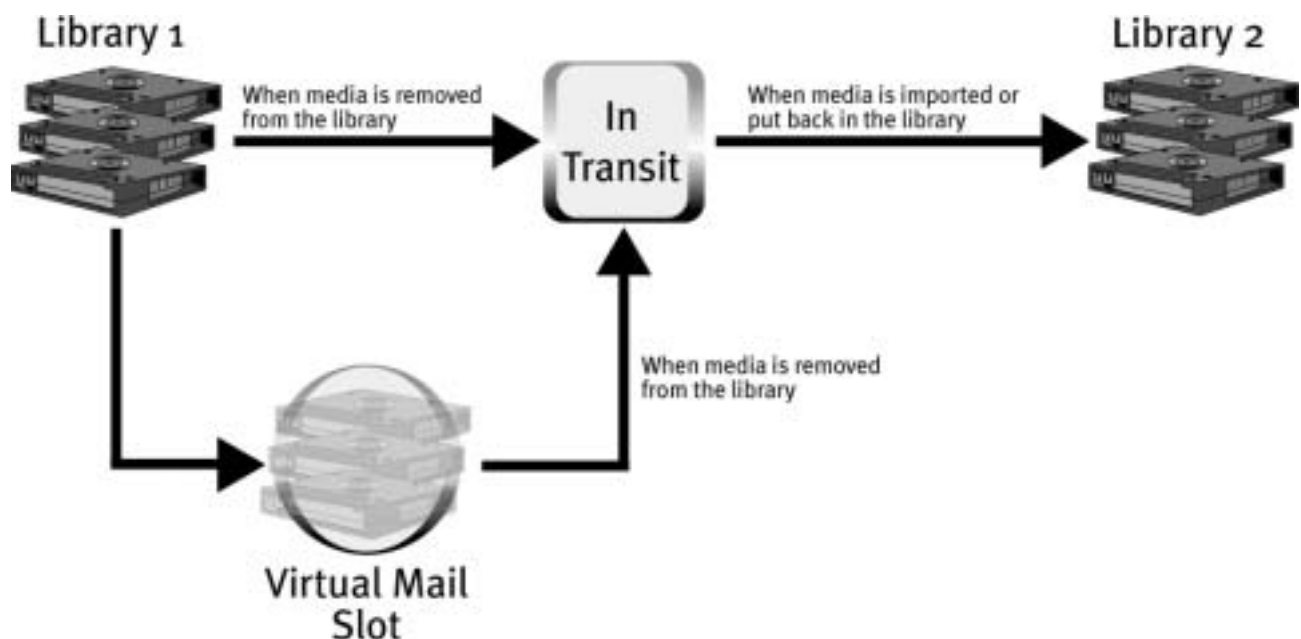 Library 1
Library 2
When media is removed
from the library
In
Transit
When media is imported or
put back in the library
When media is removed
from the library
Virtual Mail
Slot